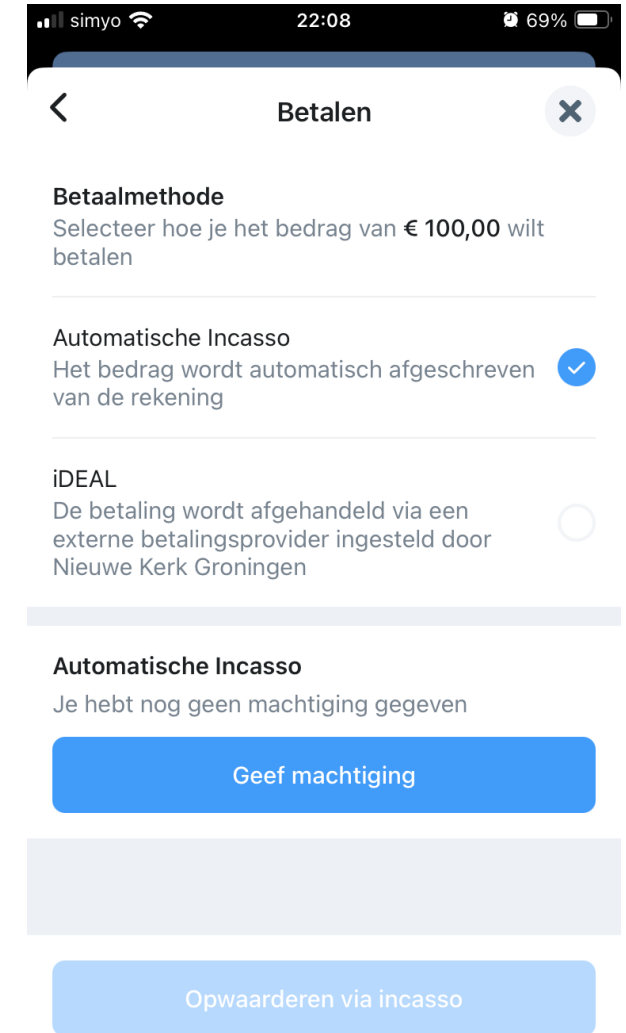 simyo 22:08 69%
Betalen
Betaalmethode
Selecteer hoe je het bedrag van € 100,00 wilt
betalen
Automatische Incasso
Het bedrag wordt automatisch afgeschreven
van de rekening
iDEAL
De betaling wordt afgehandeld via een
externe betalingsprovider ingesteld door
Nieuwe Kerk Groningen
Automatische Incasso
Je hebt nog geen machtiging gegeven
Geef machtiging
Opwaarderen via incasso